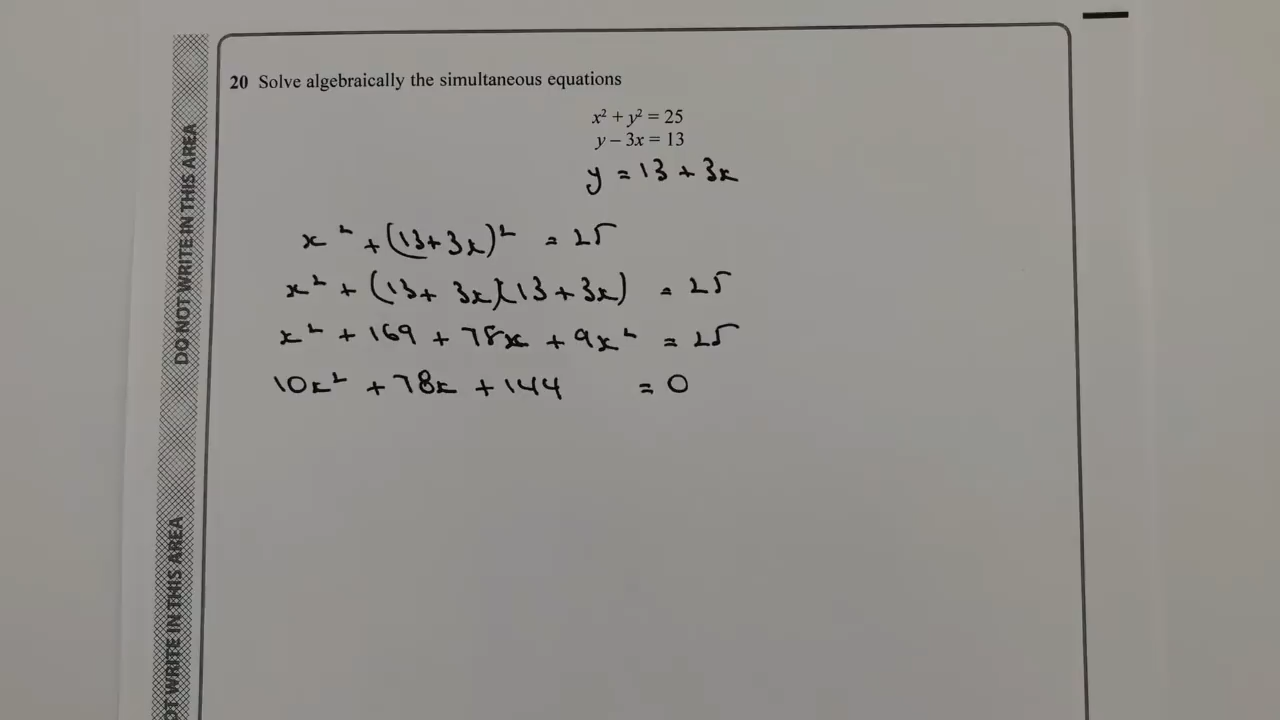 20 Solve algebraically the simultaneous equations
x² + y² = 25
y – 3x = 13
y = 13 + 3x
x² + (13+3x)² = 25
x² + (13+ 3x)(13 + 3x) = 25
x² + 169 + 78x + 9x² = 25
10x² + 78x + 144 = 0
DO NOT WRITE IN THIS AREA
OT WRITE IN THIS AREA